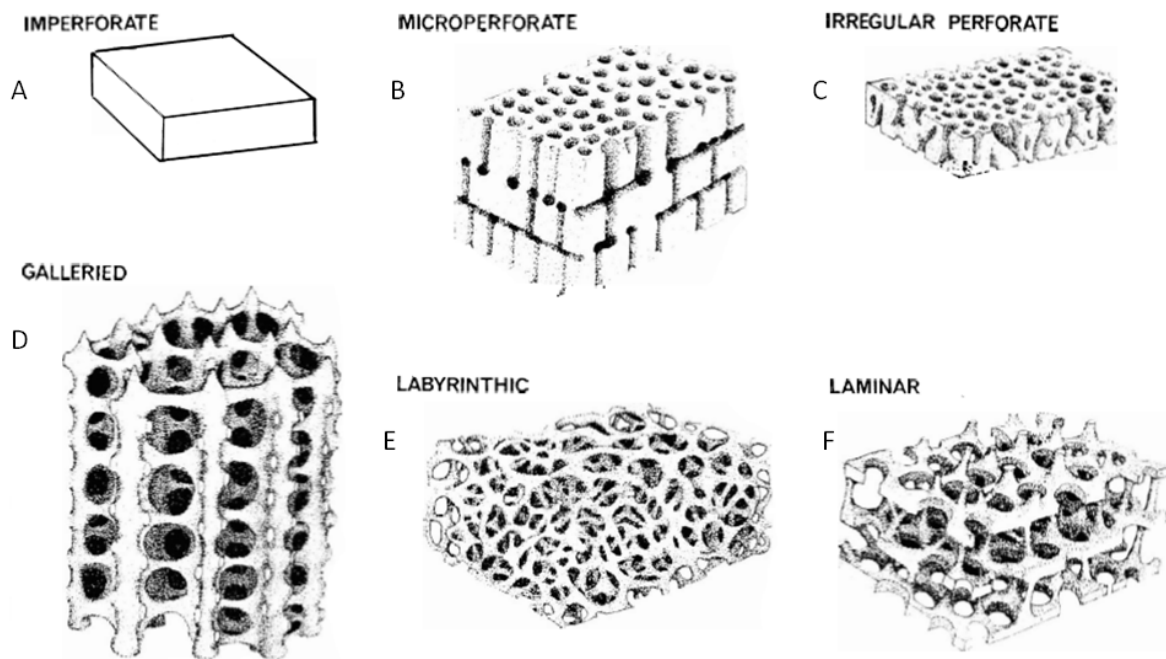 IMPERFORATE
MICROPERFORATE
IRREGULAR PERFORATE
A
B
C
GALLERIED
D
LABYRINTHIC
LAMINAR
E
F